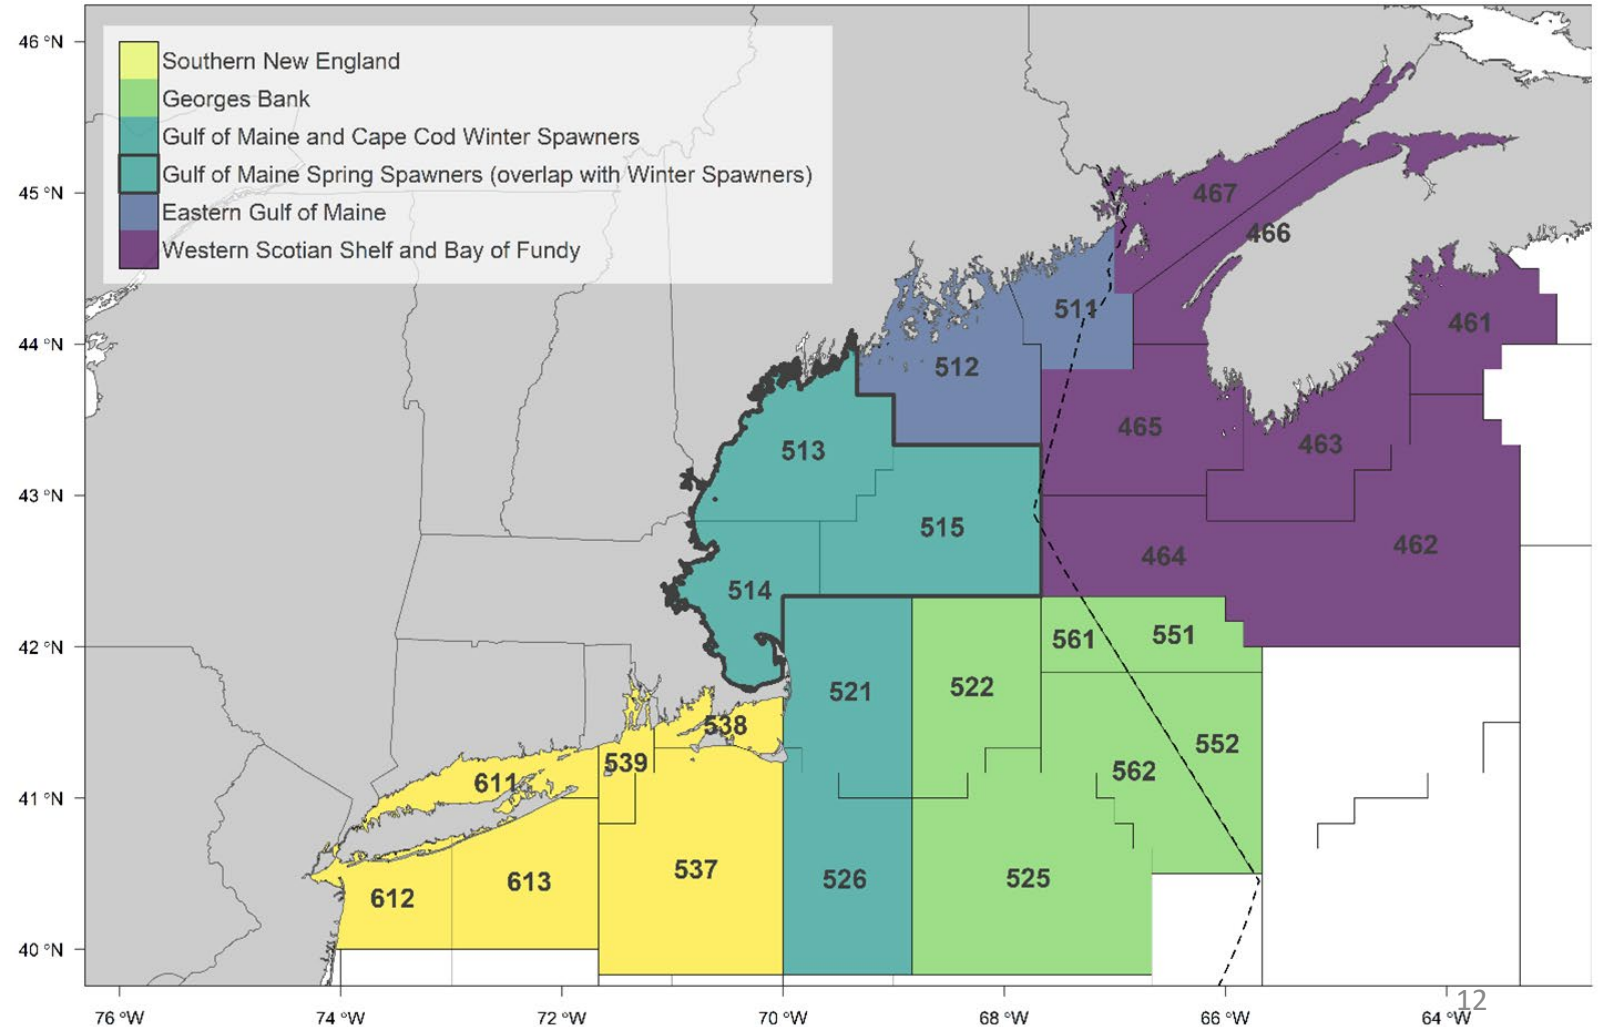 46 °N
Southern New England
Georges Bank
Gulf of Maine and Cape Cod Winter Spawners
Gulf of Maine Spring Spawners (overlap with Winter Spawners)
Eastern Gulf of Maine
Western Scotian Shelf and Bay of Fundy
45 °N
467
466
511
461
44 °N
512
465
513
463
43 °N
515
462
464
514
42 °N
561
551
522
521
538
552
539
562
611
41 °N
537
525
526
613
612
40 °N
76 °W
74 °W
72 °W
70 °W
68 °W
66 °W
64 °W
12